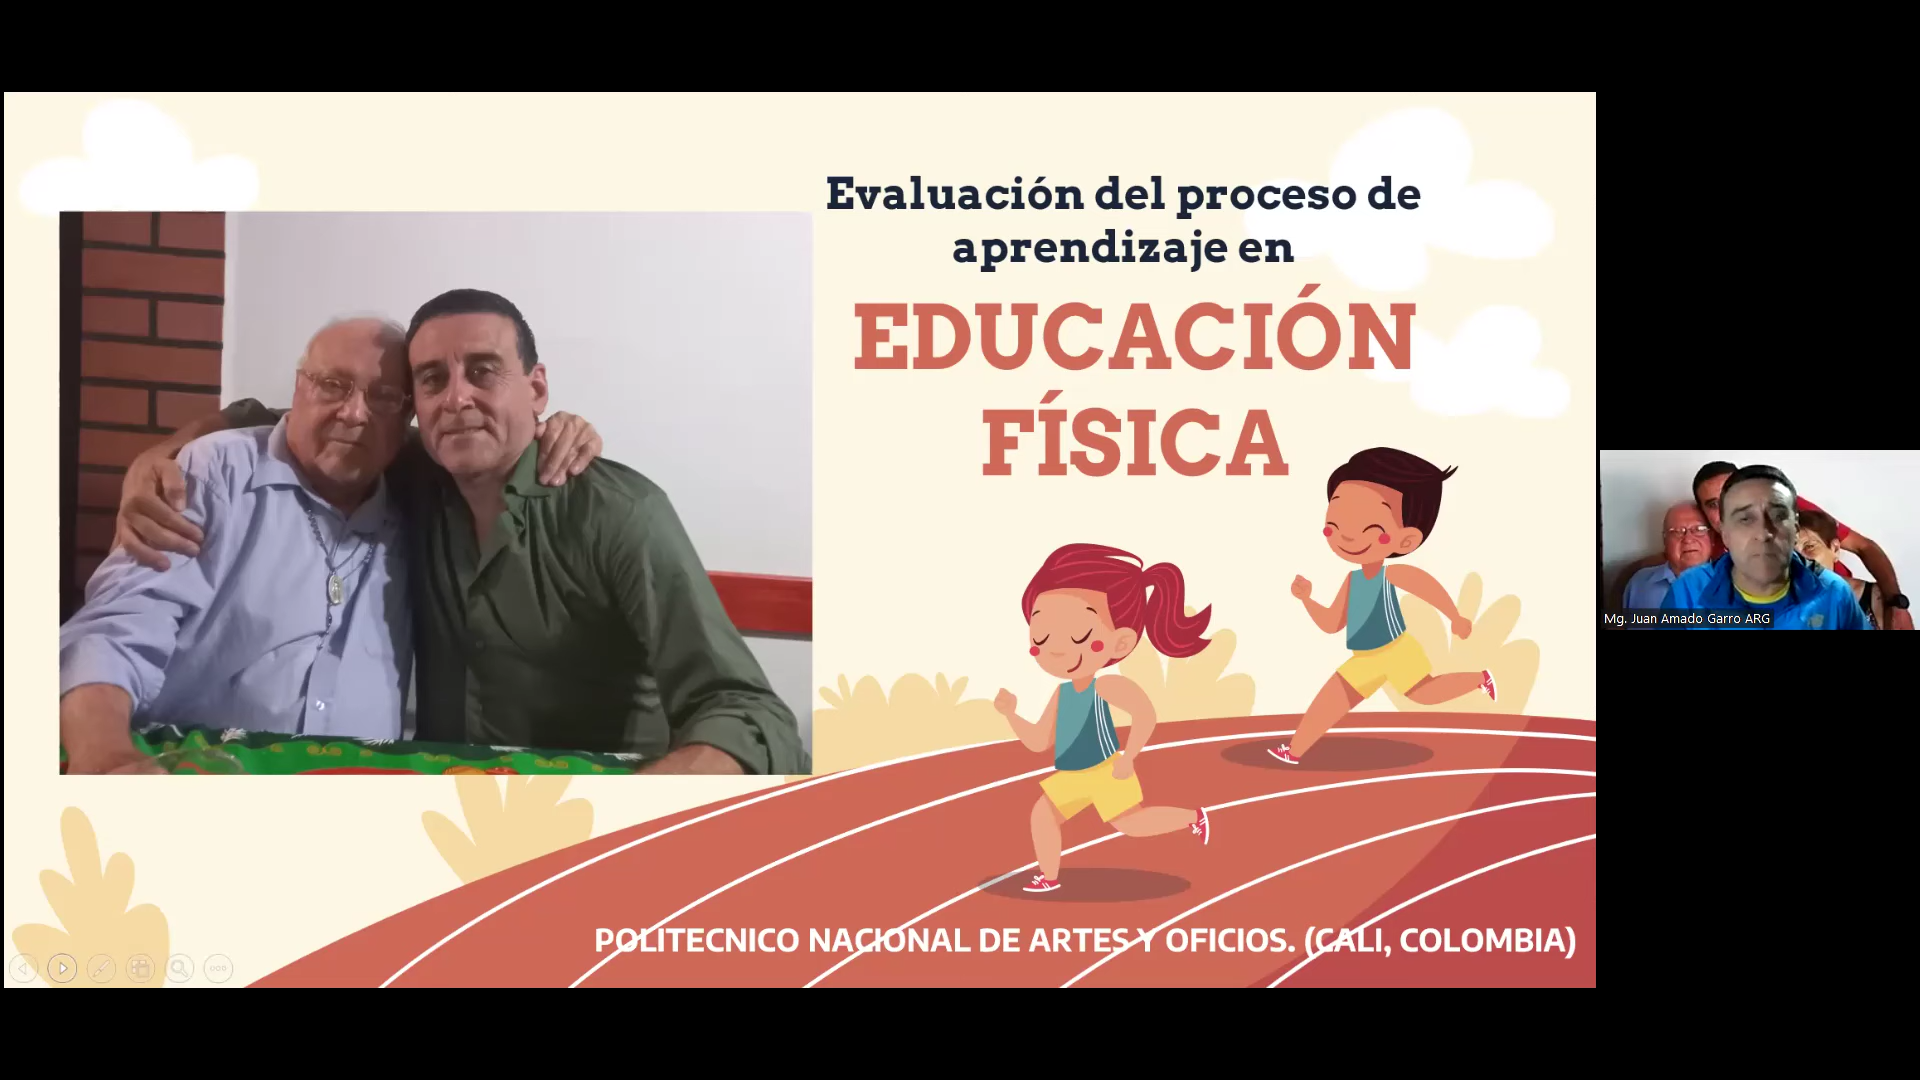 Evaluación del proceso de
aprendizaje en
EDUCACIÓN
FÍSICA
POLITECNICO NACIONAL DE ARTES Y OFICIOS. (CALI, COLOMBIA)
Mg. Juan Amado Garro ARG